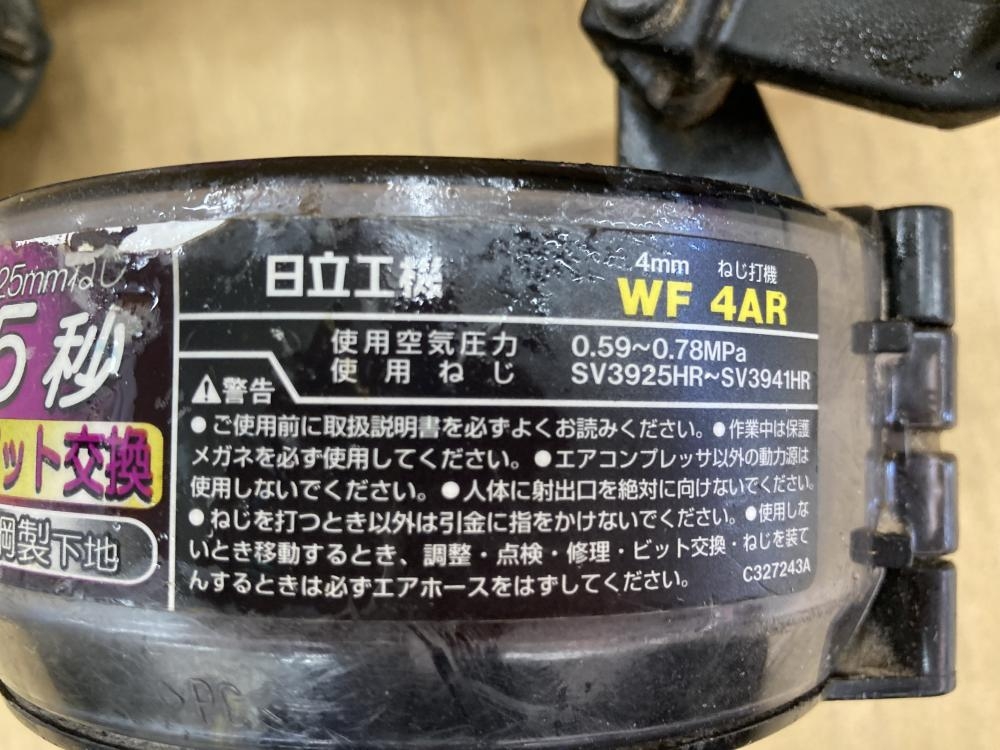 25mmねじ
5秒
ット交換
鋼製下地
日立工機
4mm ねじ打機
WF 4AR
使用空気圧力 0.59~0.78MPa
使用ねじ SV3925HR~SV3941HR
警告
●ご使用前に取扱説明書を必ずよくお読みください。●作業中は保護
メガネを必ず使用してください。●エアコンプレッサ以外の動力源は
使用しないでください。●人体に射出口を絶対に向けないでください。
●ねじを打つとき以外は引金に指をかけないでください。●使用しな
いとき移動するとき、調整・点検・修理・ビット交換・ねじを装て
んするときは必ずエアホースをはずしてください。
C327243A
>PC